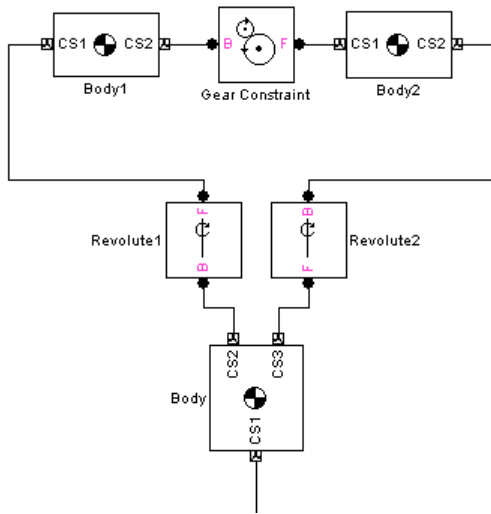 CS1 CS2
B F
CS1 CS2
Body1
Gear Constraint
Body2
F
B
Revolute1
B
F
Revolute2
CS2
CS3
Body
CS1